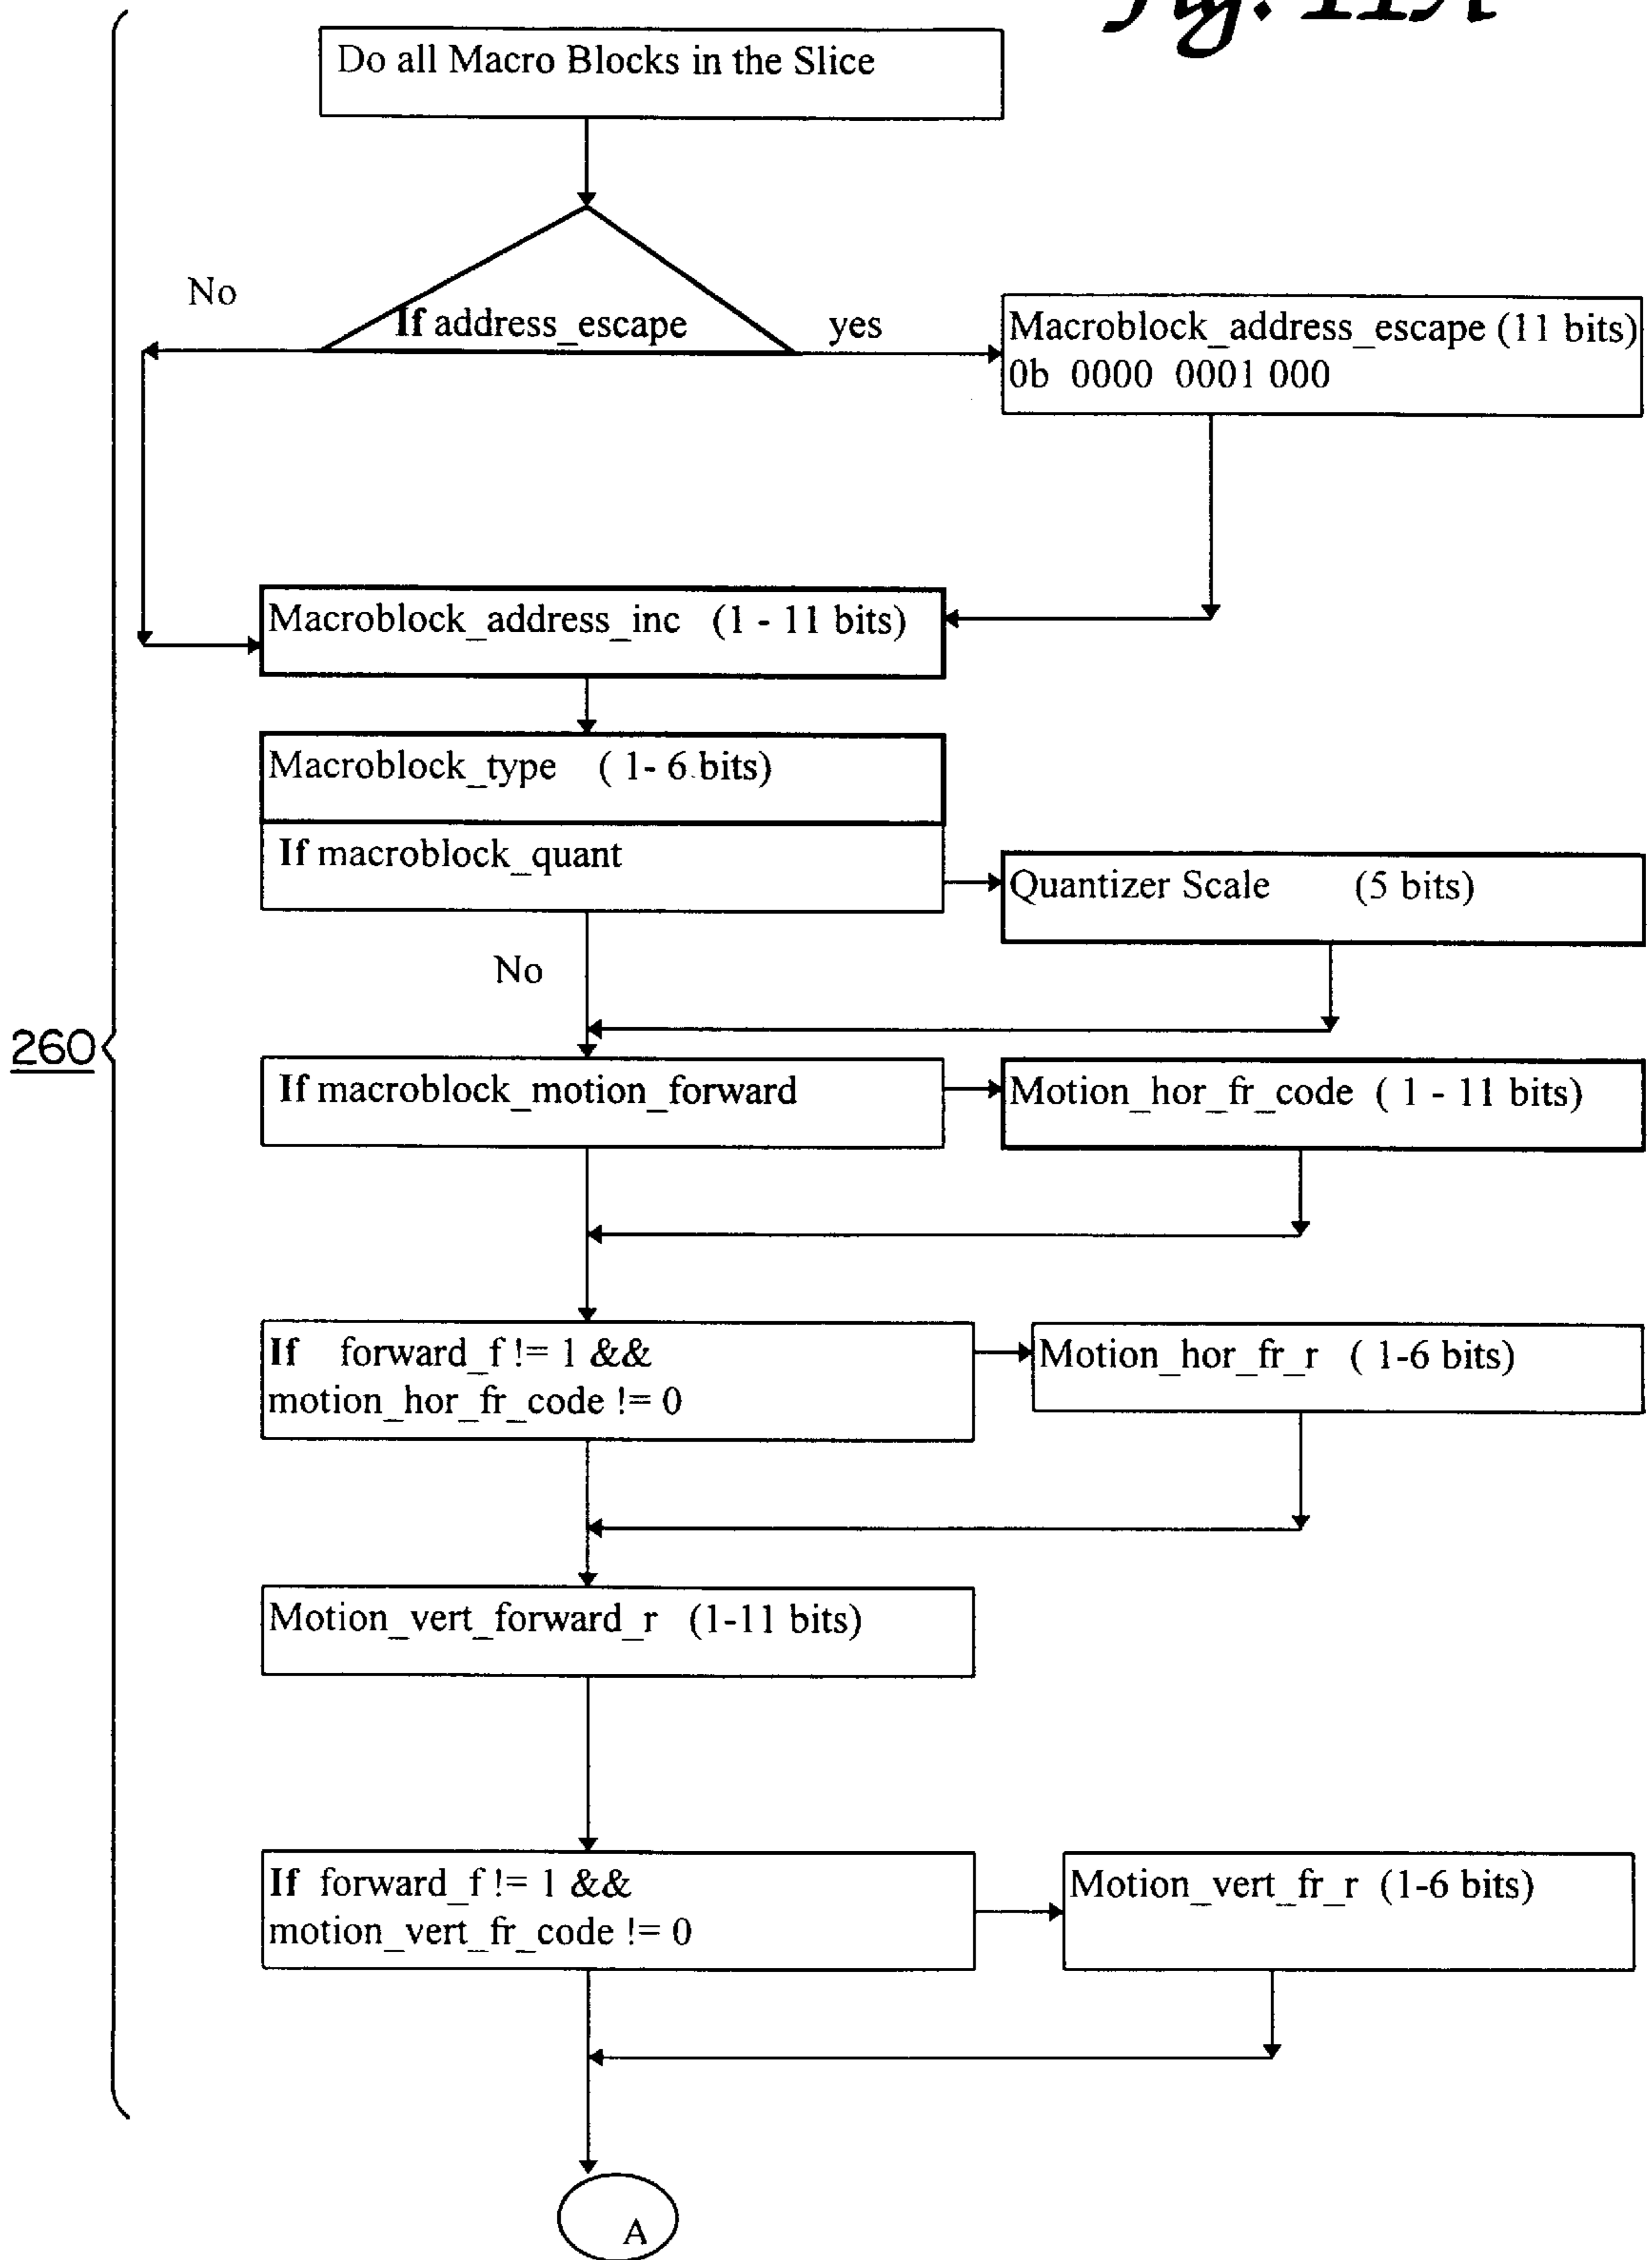 Fig. 11A
Do all Macro Blocks in the Slice
No
If address_escape
yes
Macroblock_address_escape (11 bits)
0b 0000 0001 000
Macroblock_address_inc (1 - 11 bits)
Macroblock_type ( 1- 6 bits)
If macroblock_quant
Quantizer Scale (5 bits)
No
260
If macroblock_motion_forward
Motion_hor_fr_code ( 1 - 11 bits)
If forward_f != 1 &&
motion_hor_fr_code != 0
Motion_hor_fr_r ( 1-6 bits)
Motion_vert_forward_r (1-11 bits)
If forward_f != 1 &&
motion_vert_fr_code != 0
Motion_vert_fr_r (1-6 bits)
A